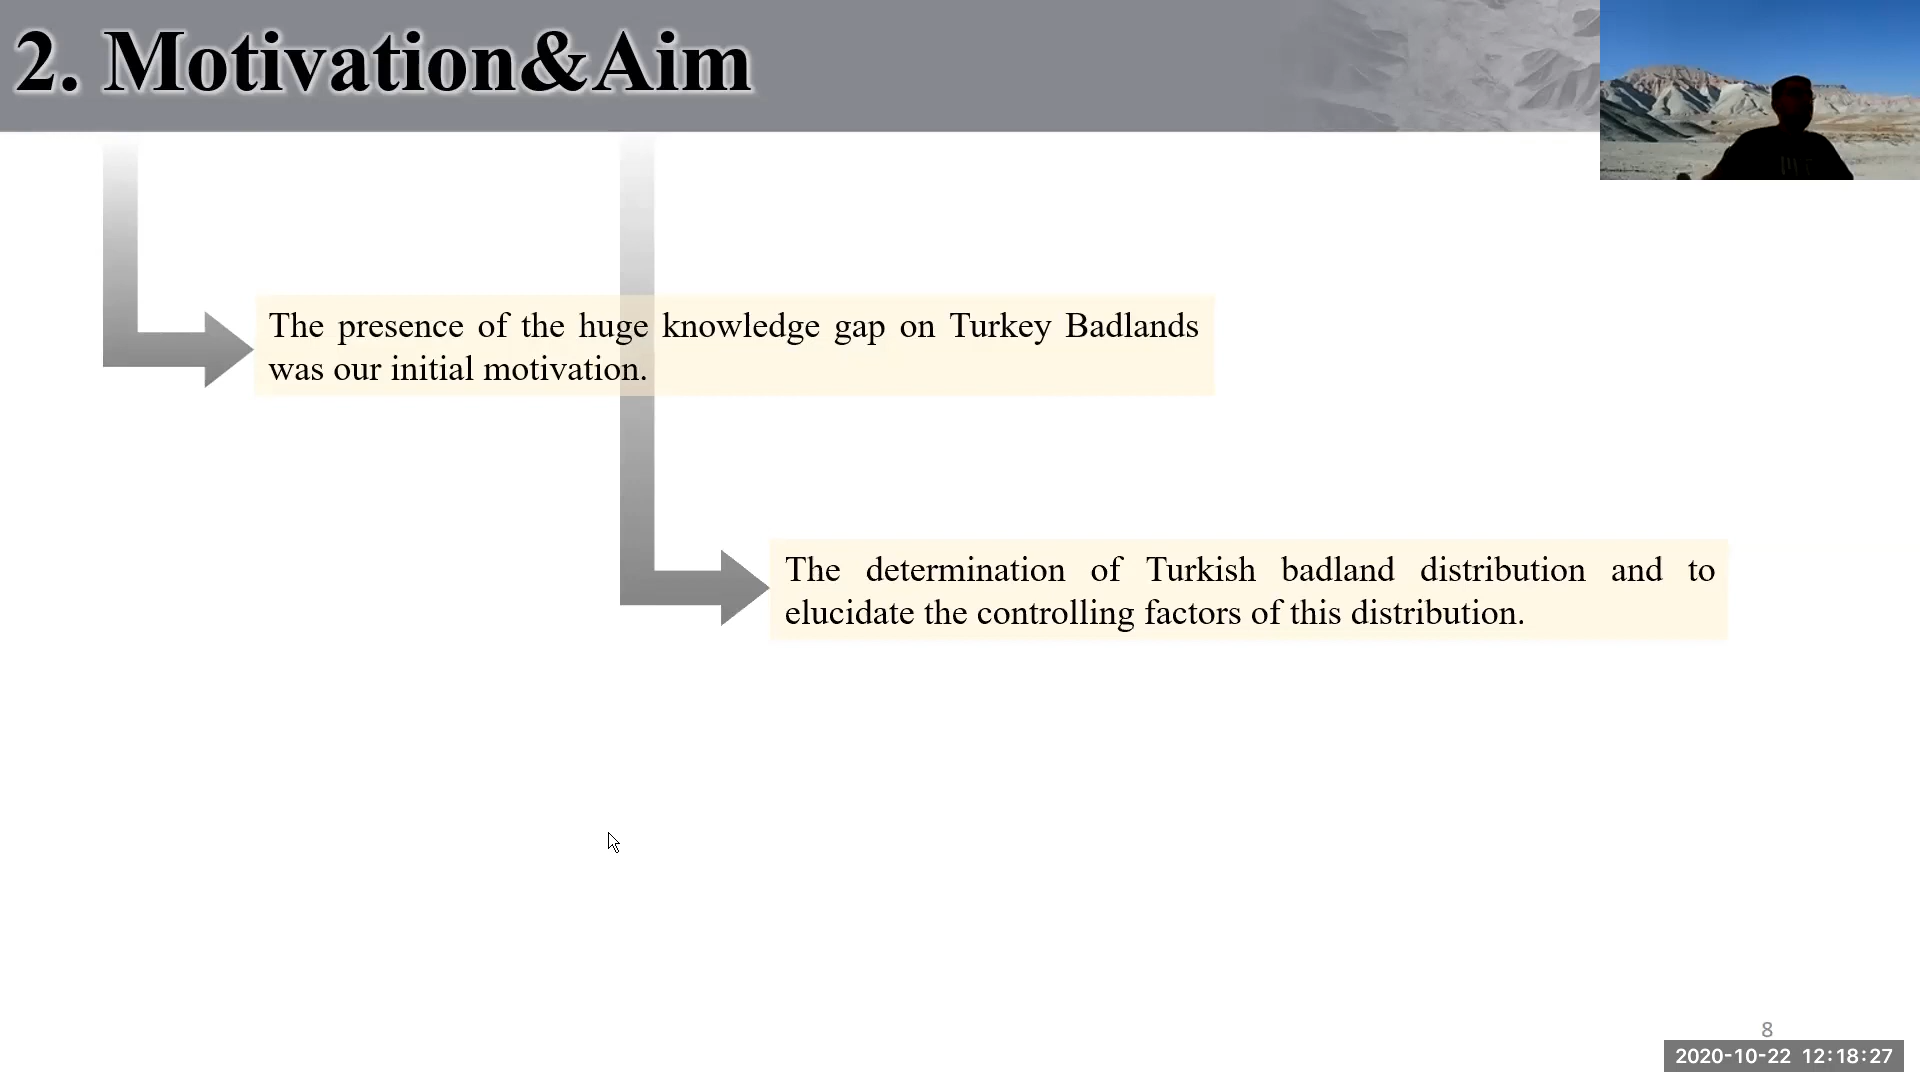 2. Motivation&Aim
The presence of the huge knowledge gap on Turkey Badlands
was our initial motivation.
The determination of Turkish badland distribution and to
elucidate the controlling factors of this distribution.
8
2020-10-22 12:18:27